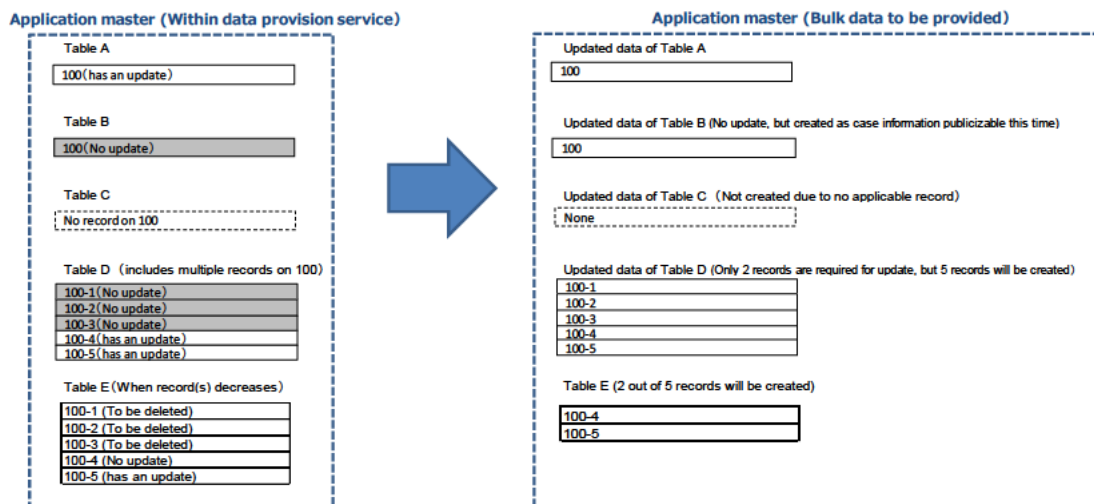 Application master (Within data provision service)
Table A
100(has an update)
Table B
100(No update)
Table C
No record on 100
Table D (includes multiple records on 100)
100-1(No update)
100-2(No update)
100-3(No update)
100-4(has an update)
100-5(has an update)
Table E(When record(s) decreases)
100-1 (To be deleted)
100-2 (To be deleted)
100-3 (To be deleted)
100-4 (No update)
100-5 (has an update)
Application master (Bulk data to be provided)
Updated data of Table A
100
Updated data of Table B (No update, but created as case information publicizable this time)
100
Updated data of Table C (Not created due to no applicable record)
None
Updated data of Table D (Only 2 records are required for update, but 5 records will be created)
100-1
100-2
100-3
100-4
100-5
Table E (2 out of 5 records will be created)
100-4
100-5